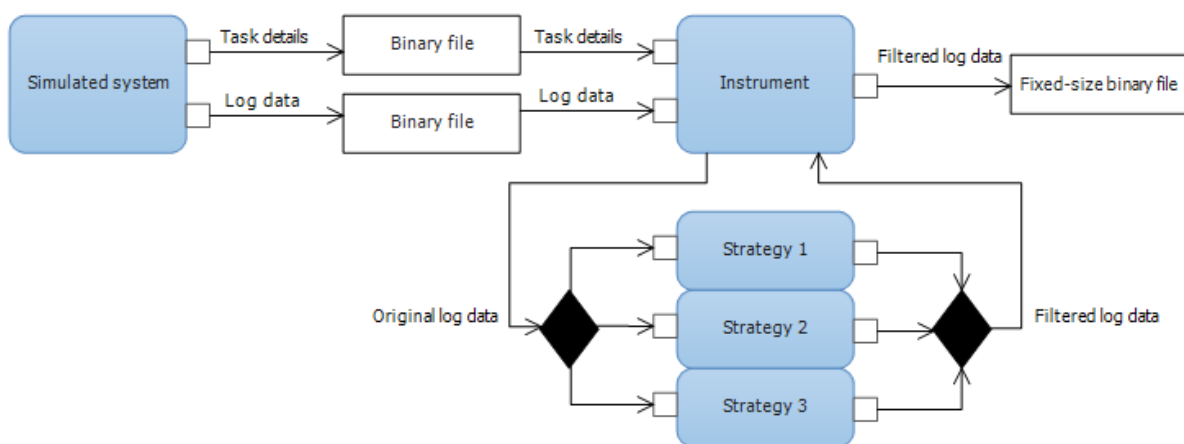 Task details
Binary file
Task details
Simulated system
Instrument
Filtered log data
Fixed-size binary file
Log data
Binary file
Log data
Strategy 1
Original log data
Strategy 2
Filtered log data
Strategy 3